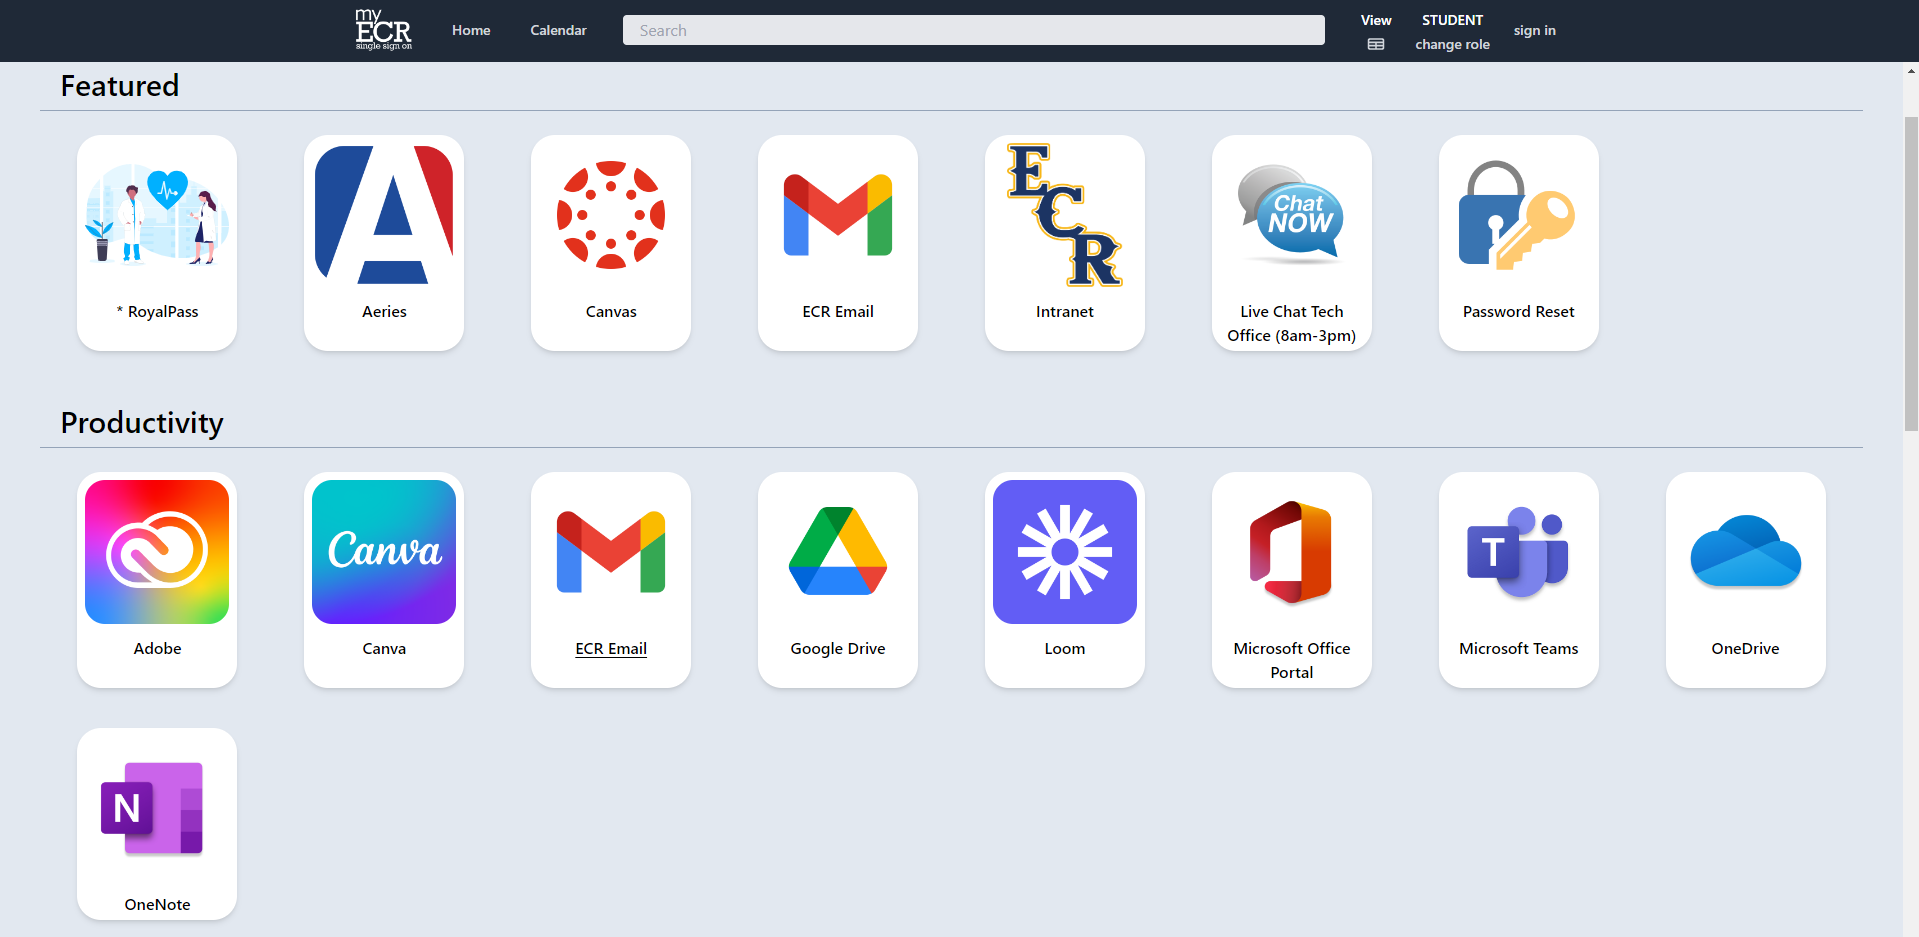 my
ECR
single sign on
Home
Calendar
Search
View
STUDENT
change role
sign in
Featured
* RoyalPass
Aeries
Canvas
ECR Email
ECR
Intranet
Chat
NOW
Live Chat Tech
Office (8am-3pm)
Password Reset
Productivity
Adobe
Canva
Canva
ECR Email
Google Drive
Loom
Microsoft Office
Portal
T
Microsoft Teams
OneDrive
N
OneNote